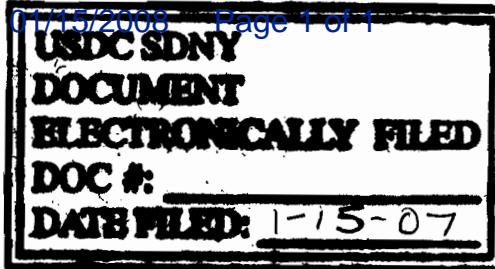 01/15/2008 Page 1 of 1
USDC SDNY
DOCUMENT
ELECTRONICALLY FILED
DOC #:
DATE FILED: 1-15-07